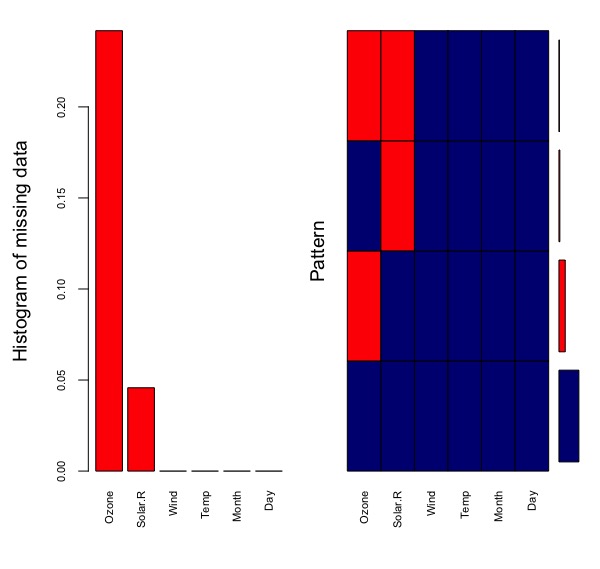 Histogram of missing data
0.20
0.15
0.10
0.05
0.00
Ozone
Solar.R
Wind
Temp
Month
Day
Pattern
Ozone
Solar.R
Wind
Temp
Month
Day